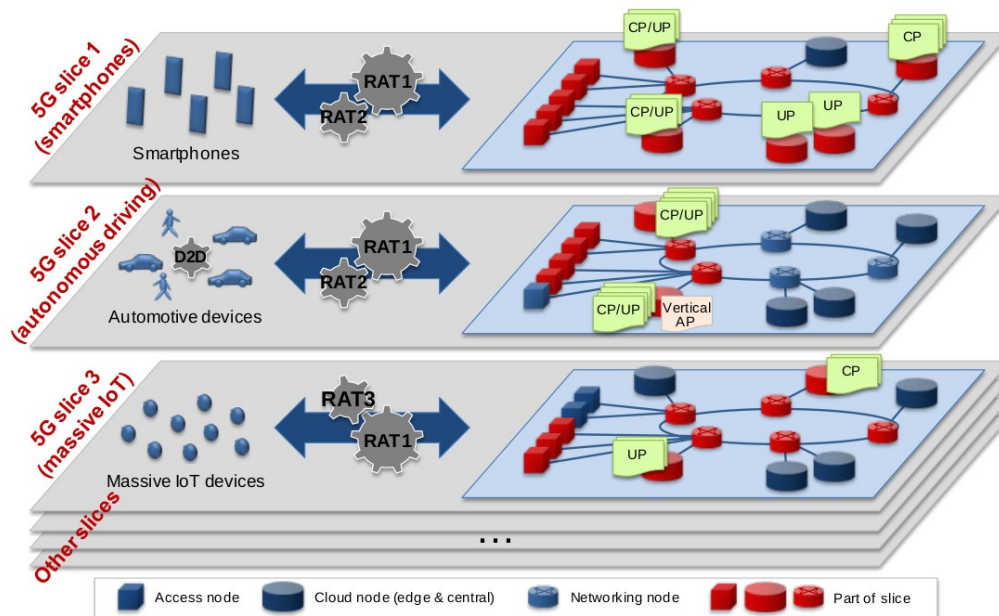 5G slice 1
(smartphones)
Smartphones
RAT1
RAT2
CP/UP
CP
CP/UP
UP
UP
5G slice 2
(autonomous driving)
D2D
Automotive devices
RAT1
RAT2
CP/UP
CP/UP
Vertical
AP
5G slice 3
(massive IoT)
Massive IoT devices
RAT3
RAT1
CP
UP
Other slices
...
Access node
Cloud node (edge & central)
Networking node
Part of slice